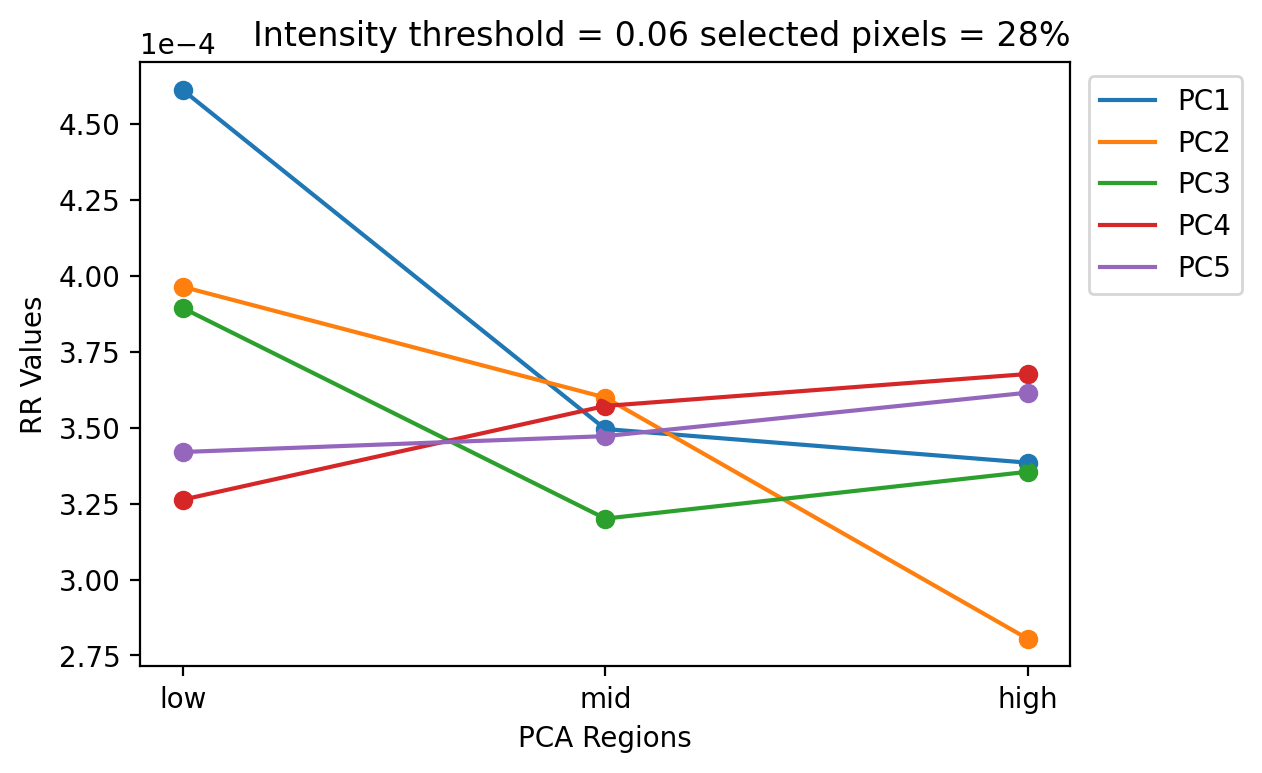 Intensity threshold = 0.06 selected pixels = 28%
1e−4
4.50
4.25
4.00
3.75
3.50
3.25
3.00
2.75
RR Values
low
mid
high
PCA Regions
PC1
PC2
PC3
PC4
PC5